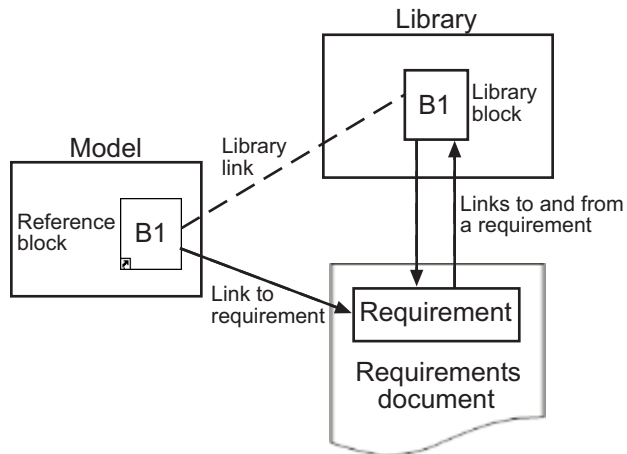 Library
B1
Library
block
Library
link
Model
Reference
block
B1
Links to and from
a requirement
Link to
requirement
Requirement
Requirements
document